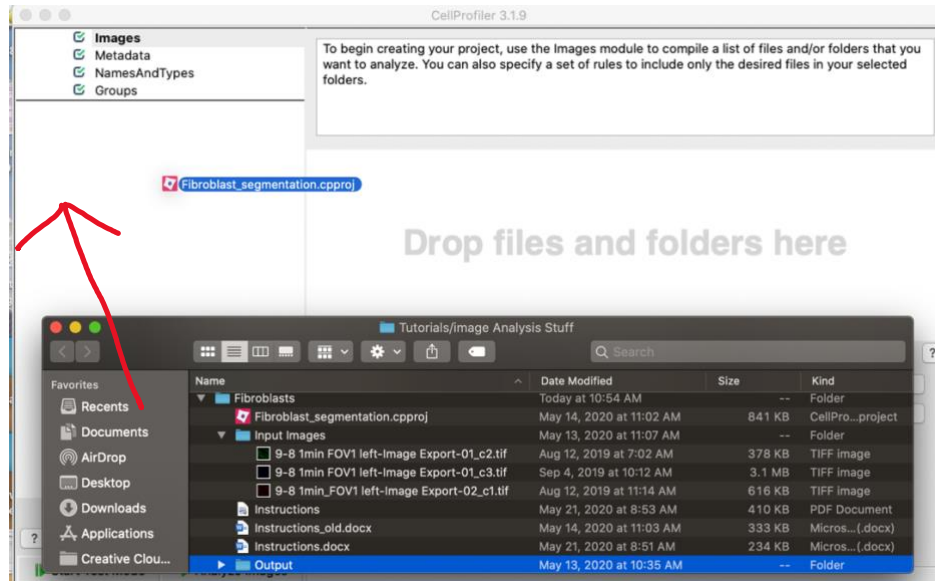 CellProfiler 3.1.9
Images
Metadata
NamesAndTypes
Groups
To begin creating your project, use the Images module to compile a list of files and/or folders that you
want to analyze. You can also specify a set of rules to include only the desired files in your selected
folders.
Fibroblast_segmentation.cpproj
Drop files and folders here
Tutorials/image Analysis Stuff
Search
?
Favorites
Recents
Documents
AirDrop
Desktop
Downloads
Applications
Creative Clou...
Name Date Modified Size Kind
Fibroblasts Today at 10:54 AM -- Folder
Fibroblast_segmentation.cpproj May 14, 2020 at 11:02 AM 841 KB CellPro...project
Input Images May 13, 2020 at 11:07 AM -- Folder
9-8 1min FOV1 left-Image Export-01_c2.tif Aug 12, 2019 at 7:02 AM 378 KB TIFF image
9-8 1min FOV1 left-Image Export-01_c3.tif Sep 4, 2019 at 10:12 AM 3.1 MB TIFF image
9-8 1min_FOV1 left-Image Export-02_c1.tif Aug 12, 2019 at 11:14 AM 616 KB TIFF image
Instructions May 21, 2020 at 8:53 AM 410 KB PDF Document
Instructions_old.docx May 14, 2020 at 11:03 AM 333 KB Micros...(.docx)
Instructions.docx May 21, 2020 at 8:51 AM 234 KB Micros...(.docx)
Output May 13, 2020 at 10:35 AM -- Folder
?